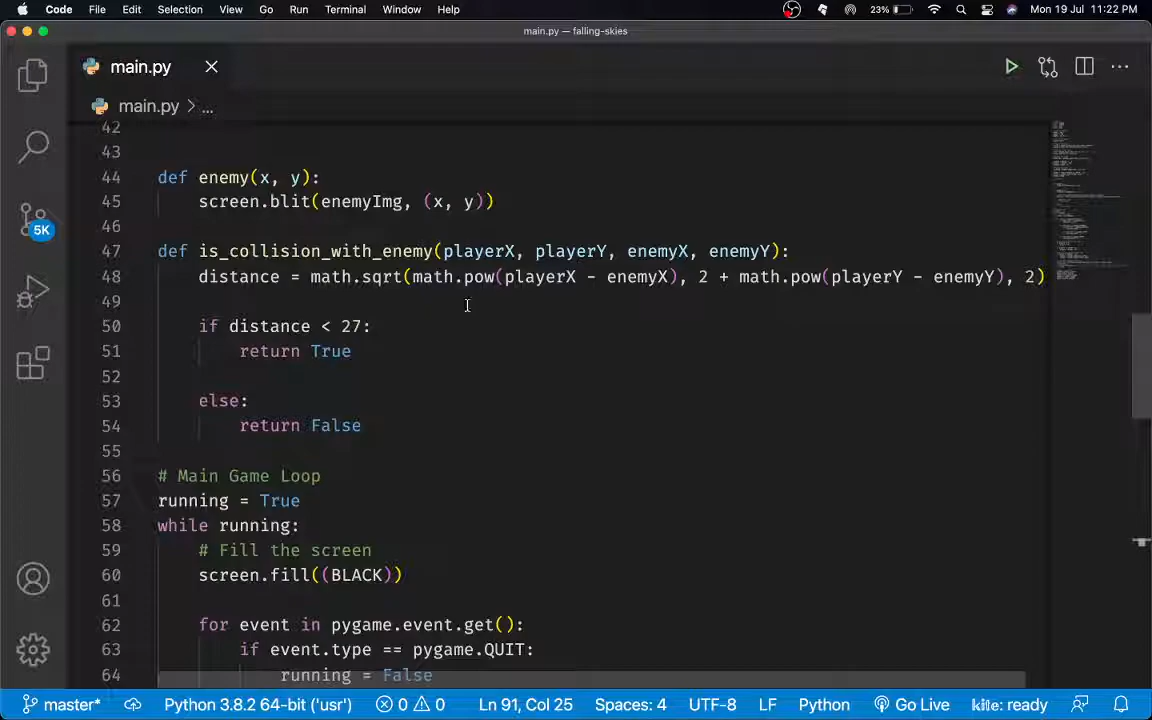 Code File Edit Selection View Go Run Terminal Window Help 23% Mon 19 Jul 11:22 PM
main.py — falling-skies
main.py
main.py > ...
42
43
44 def enemy(x, y):
45 screen.blit(enemyImg, (x, y))
46
47 def is_collision_with_enemy(playerX, playerY, enemyX, enemyY):
48 distance = math.sqrt(math.pow(playerX - enemyX), 2 + math.pow(playerY - enemyY), 2)
49
50 if distance < 27:
51 return True
52
53 else:
54 return False
55
56 # Main Game Loop
57 running = True
58 while running:
59 # Fill the screen
60 screen.fill((BLACK))
61
62 for event in pygame.event.get():
63 if event.type == pygame.QUIT:
64 running = False
5K
master* Python 3.8.2 64-bit ('usr') 0 0 Ln 91, Col 25 Spaces: 4 UTF-8 LF Python Go Live kite: ready